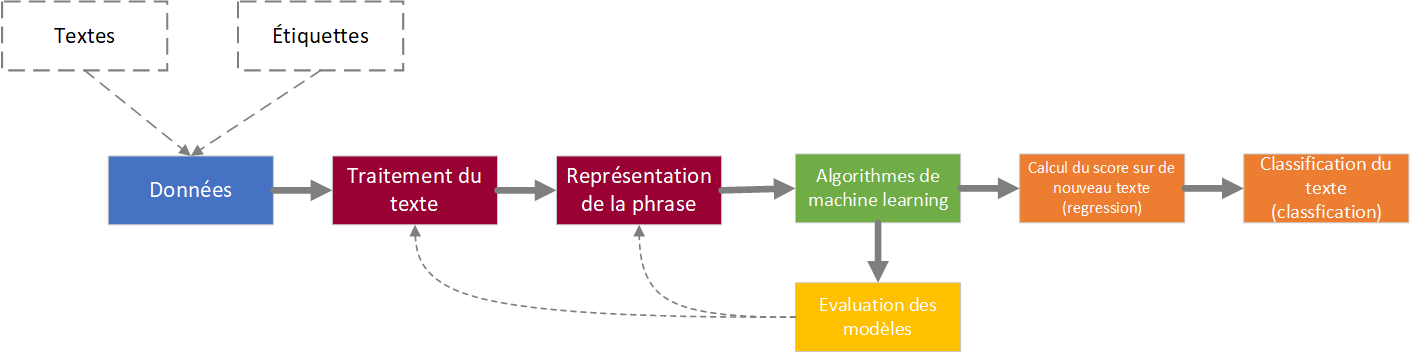 Textes
Étiquettes
Données
Traitement du
texte
Représentation
de la phrase
Algorithmes de
machine learning
Calcul du score sur de
nouveau texte
(regression)
Classification du
texte
(classfication)
Evaluation des
modèles